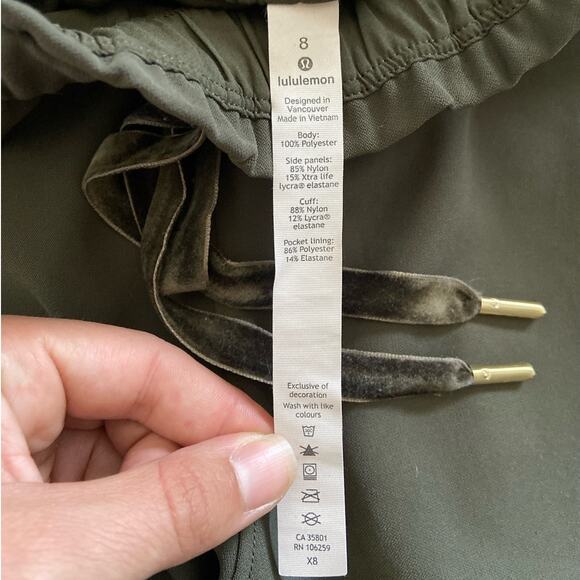 8
lululemon
Designed in
Vancouver
Made in Vietnam
Body:
100% Polyester
Side panels:
85% Nylon
15% Xtra life
lycra® elastane
Cuff:
88% Nylon
12% Lycra®
elastane
Pocket lining:
86% Polyester
14% Elastane
Exclusive of
decoration
Wash with like
colours
CA 35801
RN 106259
X8